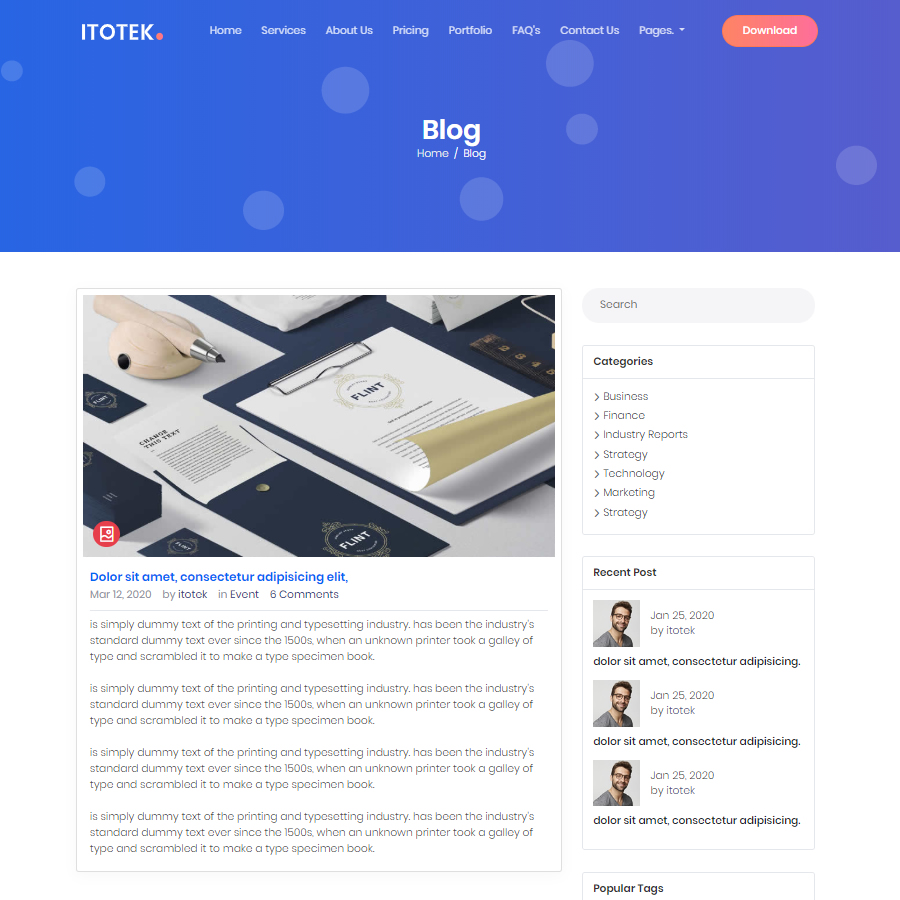 ITOTEK.
Home Services About Us Pricing Portfolio FAQ's Contact Us Pages. Download
Blog
Home / Blog
FLINT
CHANGE
THIS TEXT
FLINT
FLINT
Dolor sit amet, consectetur adipisicing elit,
Mar 12, 2020 by itotek in Event 6 Comments
is simply dummy text of the printing and typesetting industry. has been the industry's
standard dummy text ever since the 1500s, when an unknown printer took a galley of
type and scrambled it to make a type specimen book.
is simply dummy text of the printing and typesetting industry. has been the industry's
standard dummy text ever since the 1500s, when an unknown printer took a galley of
type and scrambled it to make a type specimen book.
is simply dummy text of the printing and typesetting industry. has been the industry's
standard dummy text ever since the 1500s, when an unknown printer took a galley of
type and scrambled it to make a type specimen book.
is simply dummy text of the printing and typesetting industry. has been the industry's
standard dummy text ever since the 1500s, when an unknown printer took a galley of
type and scrambled it to make a type specimen book.
Search
Categories
Business
Finance
Industry Reports
Strategy
Technology
Marketing
Strategy
Recent Post
Jan 25, 2020
by itotek
dolor sit amet, consectetur adipisicing.
Jan 25, 2020
by itotek
dolor sit amet, consectetur adipisicing.
Jan 25, 2020
by itotek
dolor sit amet, consectetur adipisicing.
Popular Tags